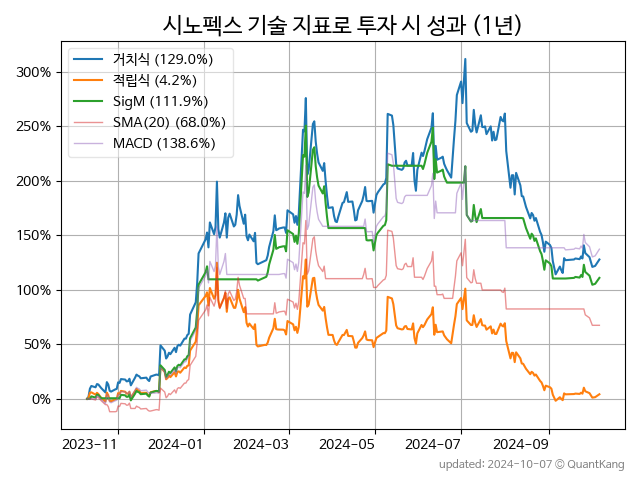 시노펙스 기술 지표로 투자 시 성과 (1년)
거치식 (129.0%)
적립식 (4.2%)
SigM (111.9%)
SMA(20) (68.0%)
MACD (138.6%)
300%
250%
200%
150%
100%
50%
0%
2023-11 2024-01 2024-03 2024-05 2024-07 2024-09
updated: 2024-10-07 © QuantKang